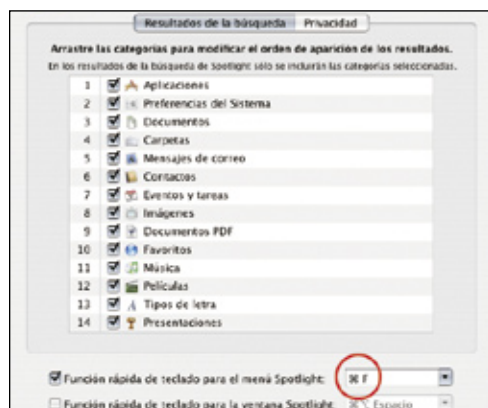 Resultados de la búsqueda Privacidad
Arrastre las categorías para modificar el orden de aparición de los resultados.
En los resultados de la búsqueda de Spotlight sólo se incluirán las categorías seleccionadas.
1 Aplicaciones
2 Preferencias del Sistema
3 Documentos
4 Carpetas
5 Mensajes de correo
6 Contactos
7 Eventos y tareas
8 Imágenes
9 Documentos PDF
10 Favoritos
11 Música
12 Películas
13 Tipos de letra
14 Presentaciones
Función rápida de teclado para el menú Spotlight: ⌘ F
Función rápida de teclado para la ventana Spotlight: ⌘⌥ Espacio